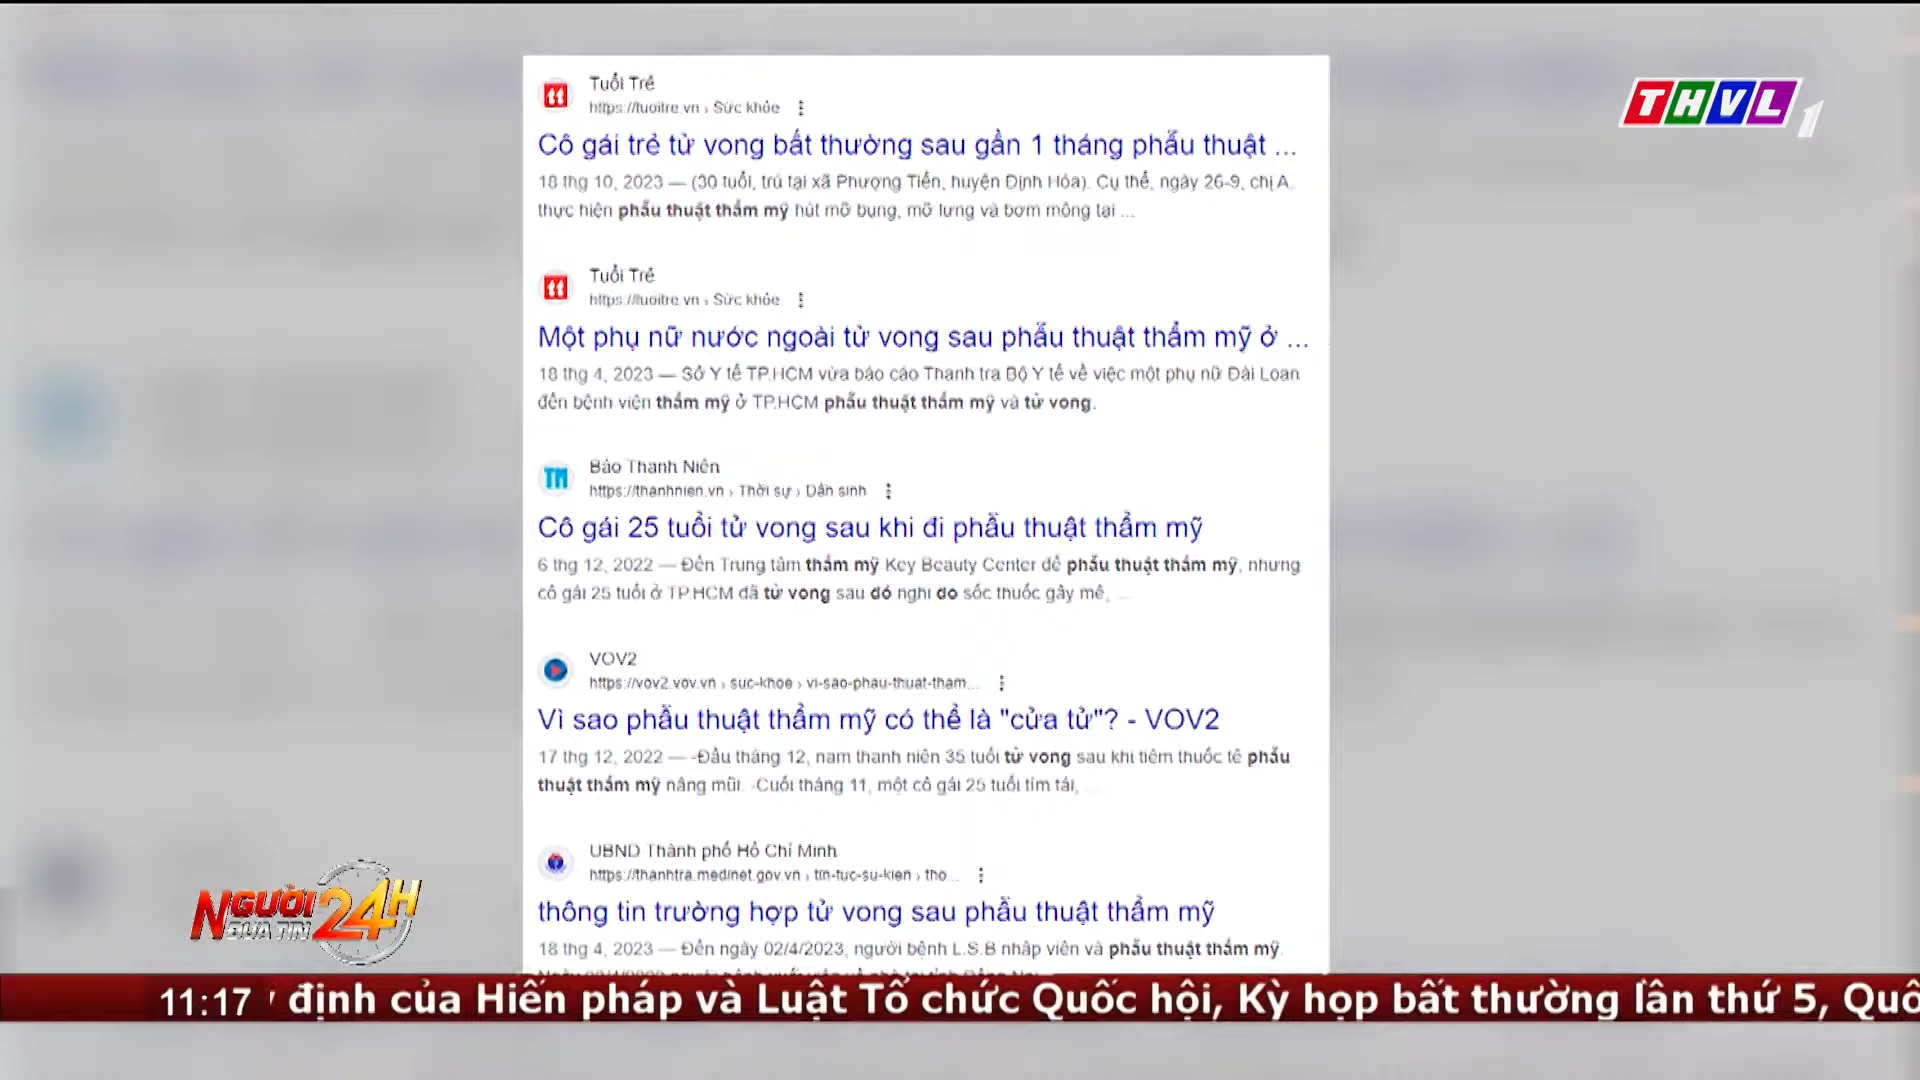 THVL1
Tuổi Trẻ
https://tuoitre.vn › Sức khỏe
Cô gái trẻ tử vong bất thường sau gần 1 tháng phẫu thuật ...
18 thg 10, 2023 — (30 tuổi, trú tại xã Phượng Tiến, huyện Định Hóa). Cụ thể, ngày 26-9, chị A.
thực hiện phẫu thuật thẩm mỹ hút mỡ bụng, mỡ lưng và bơm mông tại ...
Tuổi Trẻ
https://tuoitre.vn › Sức khỏe
Một phụ nữ nước ngoài tử vong sau phẫu thuật thẩm mỹ ở ...
18 thg 4, 2023 — Sở Y tế TP.HCM vừa báo cáo Thanh tra Bộ Y tế về việc một phụ nữ Đài Loan
đến bệnh viện thẩm mỹ ở TP.HCM phẫu thuật thẩm mỹ và tử vong.
Báo Thanh Niên
https://thanhnien.vn › Thời sự › Dân sinh
Cô gái 25 tuổi tử vong sau khi đi phẫu thuật thẩm mỹ
6 thg 12, 2022 — Đến Trung tâm thẩm mỹ Key Beauty Center để phẫu thuật thẩm mỹ, nhưng
cô gái 25 tuổi ở TP.HCM đã tử vong sau đó nghi do sốc thuốc gây mê, ...
VOV2
https://vov2.vov.vn › suc-khoe › vi-sao-phau-thuat-tham...
Vì sao phẫu thuật thẩm mỹ có thể là "cửa tử"? - VOV2
17 thg 12, 2022 — -Đầu tháng 12, nam thanh niên 35 tuổi tử vong sau khi tiêm thuốc tê phẫu
thuật thẩm mỹ nâng mũi. -Cuối tháng 11, một cô gái 25 tuổi tím tái, ...
UBND Thành phố Hồ Chí Minh
https://thanhtra.medinet.gov.vn › tin-tuc-su-kien › tho...
thông tin trường hợp tử vong sau phẫu thuật thẩm mỹ
18 thg 4, 2023 — Đến ngày 02/4/2023, người bệnh L.S.B nhập viện và phẫu thuật thẩm mỹ.
NGƯỜI ĐƯA TIN 24H
11:17 định của Hiến pháp và Luật Tổ chức Quốc hội, Kỳ họp bất thường lần thứ 5, Quố